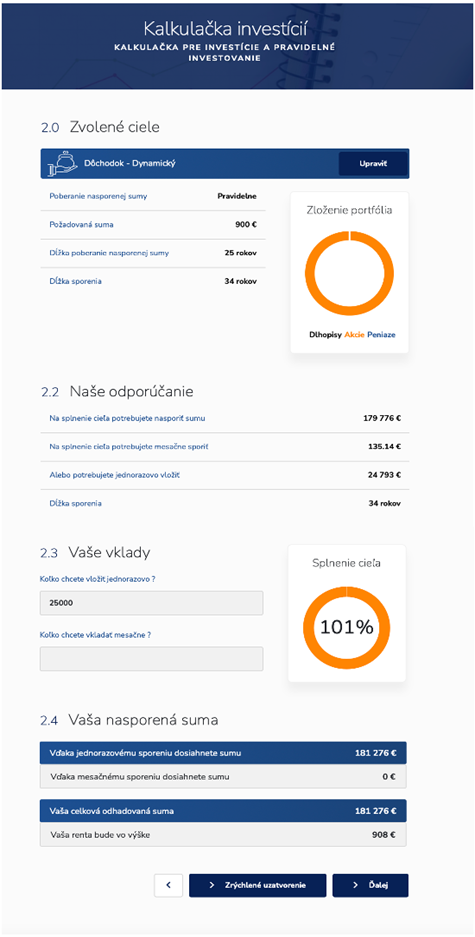 Kalkulačka investícií
KALKULAČKA PRE INVESTÍCIE A PRAVIDELNÉ
INVESTOVANIE
2.0 Zvolené ciele
Dôchodok - Dynamický
Upraviť
Poberanie nasporenej sumy Pravidelne
Požadovaná suma 900 €
Dĺžka poberanie nasporenej sumy 25 rokov
Dĺžka sporenia 34 rokov
Zloženie portfólia
Dlhopisy Akcie Peniaze
2.2 Naše odporúčanie
Na splnenie cieľa potrebujete nasporiť sumu 179 776 €
Na splnenie cieľa potrebujete mesačne sporiť 135.14 €
Alebo potrebujete jednorazovo vložiť 24 793 €
Dĺžka sporenia 34 rokov
2.3 Vaše vklady
Koľko chcete vložiť jednorazovo ?
25000
Koľko chcete vkladať mesačne ?
Splnenie cieľa
101%
2.4 Vaša nasporená suma
Vďaka jednorazovému sporeniu dosiahnete sumu 181 276 €
Vďaka mesačnému sporeniu dosiahnete sumu 0 €
Vaša celková odhadovaná suma 181 276 €
Vaša renta bude vo výške 908 €
Zrýchlené uzatvorenie
Ďalej